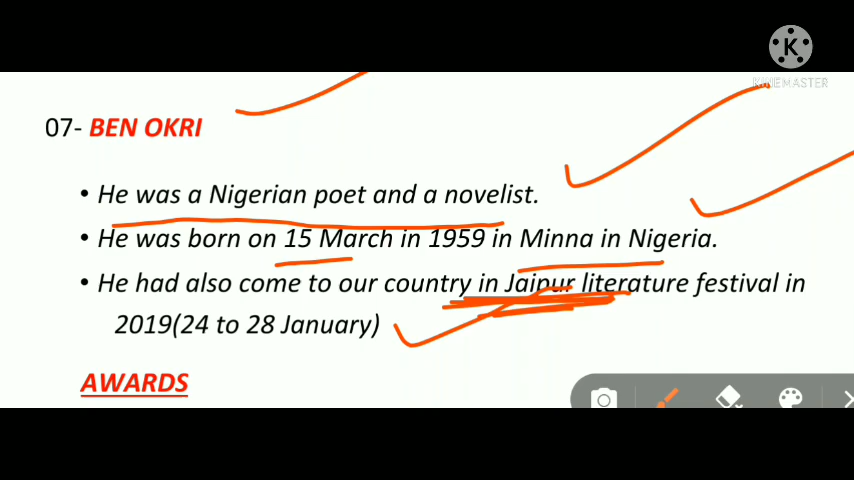 K
KINEMASTER
07- BEN OKRI
• He was a Nigerian poet and a novelist.
• He was born on 15 March in 1959 in Minna in Nigeria.
• He had also come to our country in Jaipur literature festival in
2019(24 to 28 January)
AWARDS